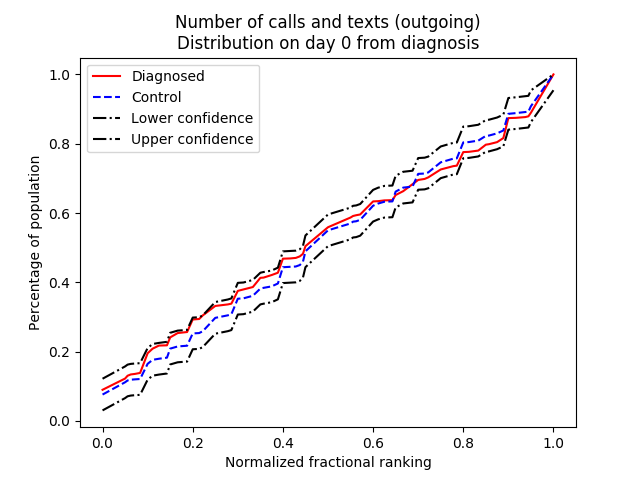 Number of calls and texts (outgoing)
Distribution on day 0 from diagnosis
Diagnosed
Control
Lower confidence
Upper confidence
Percentage of population
1.0
0.8
0.6
0.4
0.2
0.0
0.0 0.2 0.4 0.6 0.8 1.0
Normalized fractional ranking